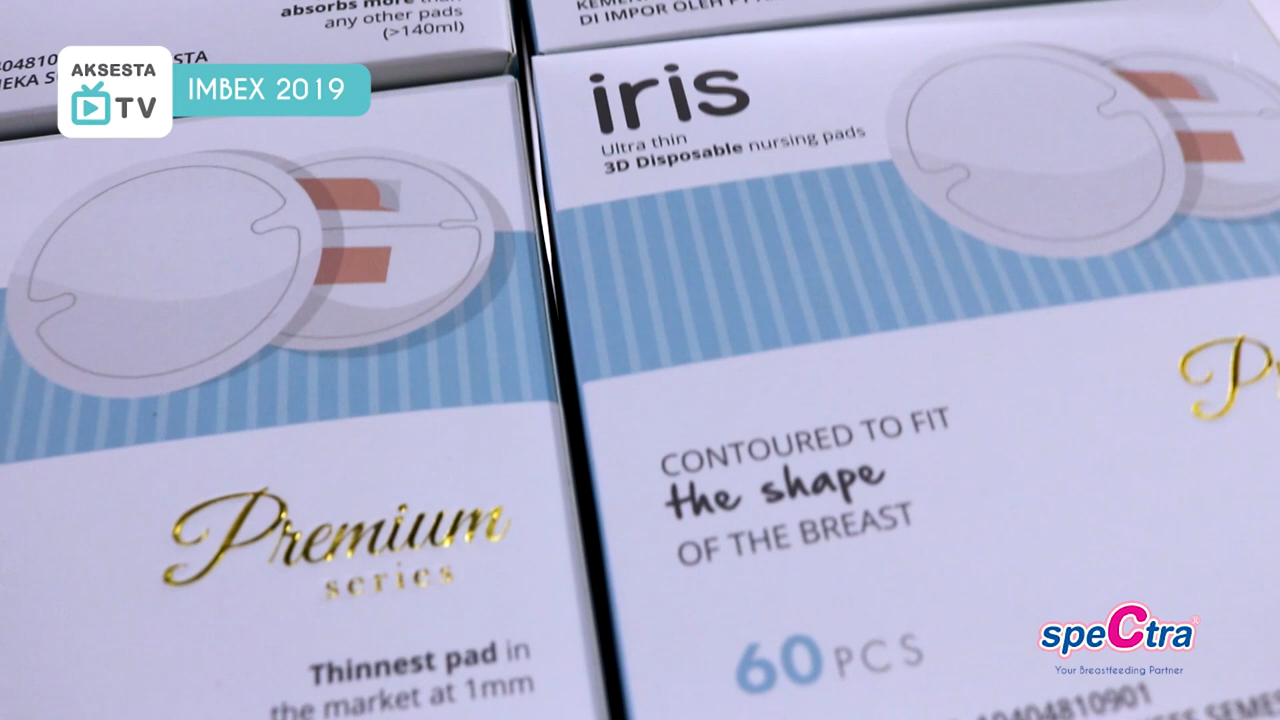 absorbs more than
any other pads
(>140ml)
DI IMPOR OLEH
AKSESTA
TV
IMBEX 2019
iris
Ultra thin
3D Disposable nursing pads
Premium
series
Thinnest pad in
the market at 1mm
CONTOURED TO FIT
the shape
OF THE BREAST
60 PCS
10404810901
speCtra
Your Breastfeeding Partner